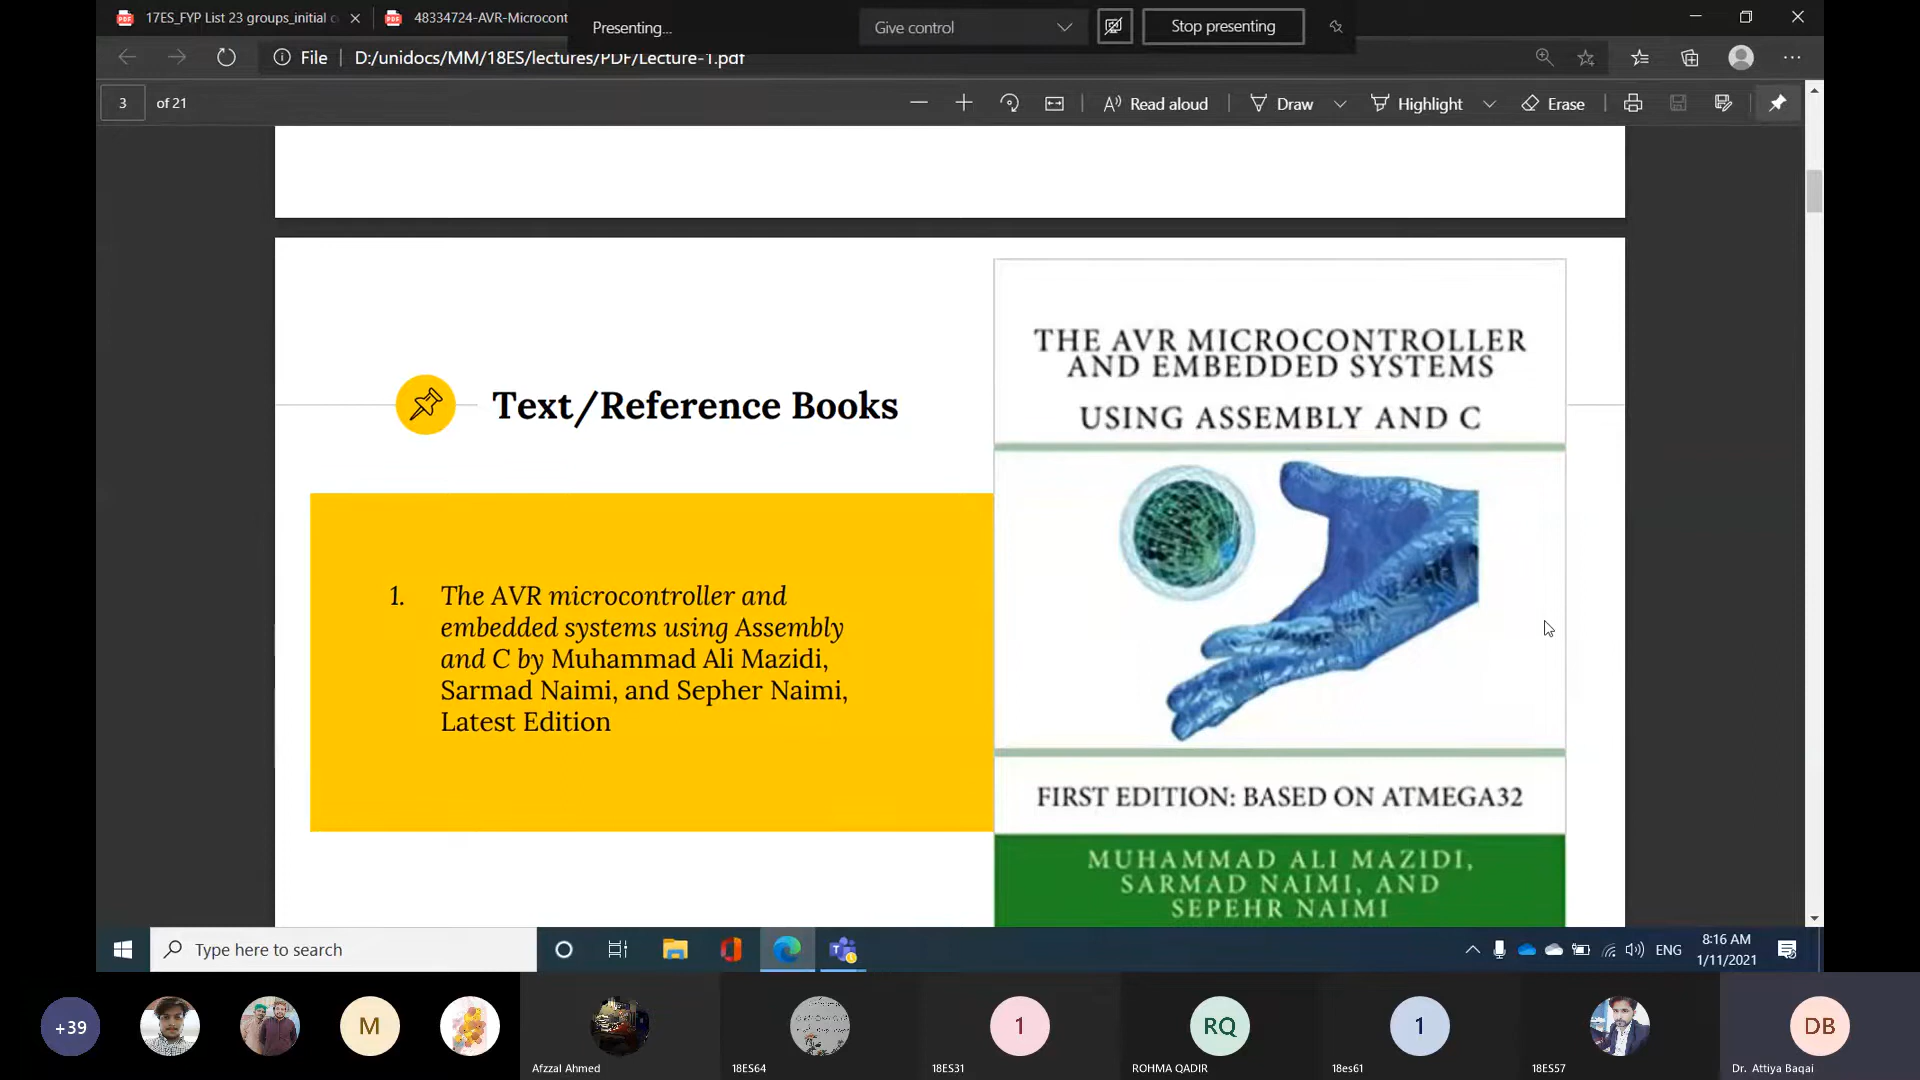 17ES_FYP List 23 groups_initial
48334724-AVR-Microcont
Presenting...
Give control
Stop presenting
File
D:/unidocs/MM/18ES/lectures/PDF/Lecture-1.pdf
3
of 21
Read aloud
Draw
Highlight
Erase
Text/Reference Books
1. The AVR microcontroller and
embedded systems using Assembly
and C by Muhammad Ali Mazidi,
Sarmad Naimi, and Sepher Naimi,
Latest Edition
THE AVR MICROCONTROLLER
AND EMBEDDED SYSTEMS
USING ASSEMBLY AND C
FIRST EDITION: BASED ON ATMEGA32
MUHAMMAD ALI MAZIDI,
SARMAD NAIMI, AND
SEPEHR NAIMI
Type here to search
ENG
8:16 AM
1/11/2021
+39
M
Afzzal Ahmed
18ES64
1
18ES31
RQ
ROHMA QADIR
1
18es61
18ES57
DB
Dr. Attiya Baqai